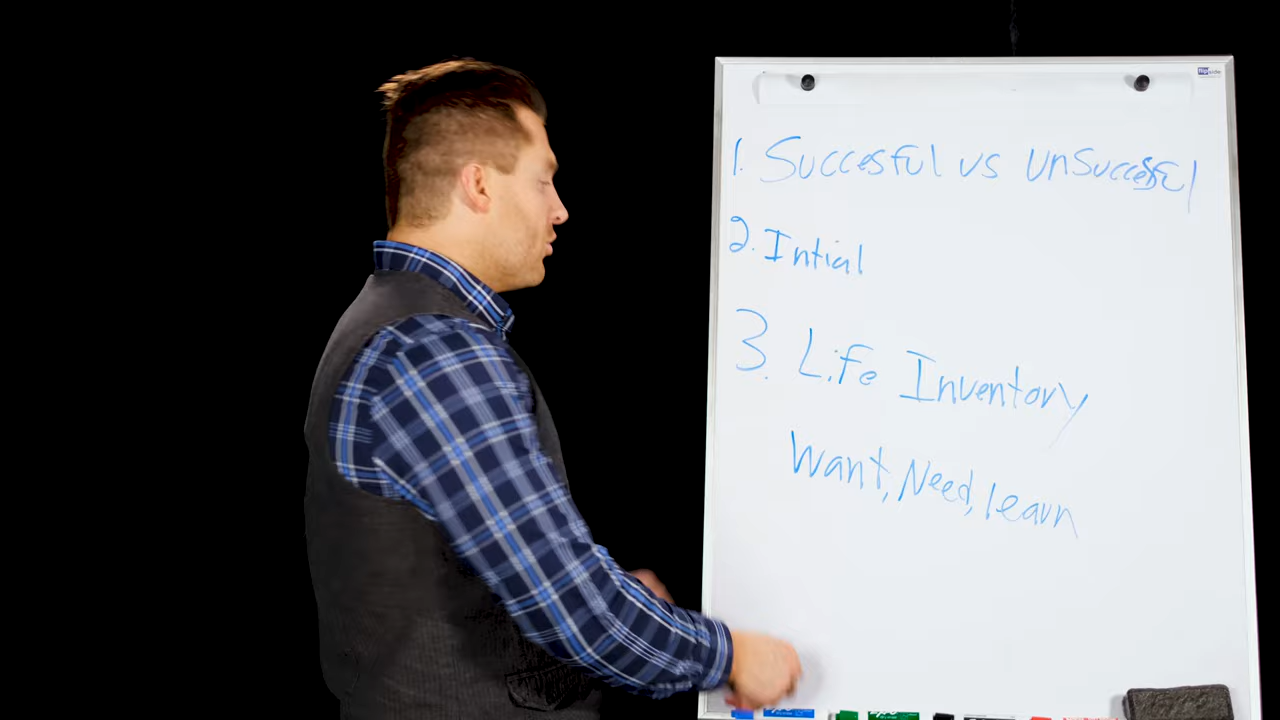 1. Succesful vs unsuccesful
2. Intial
3. Life Inventory
Want, Need, learn